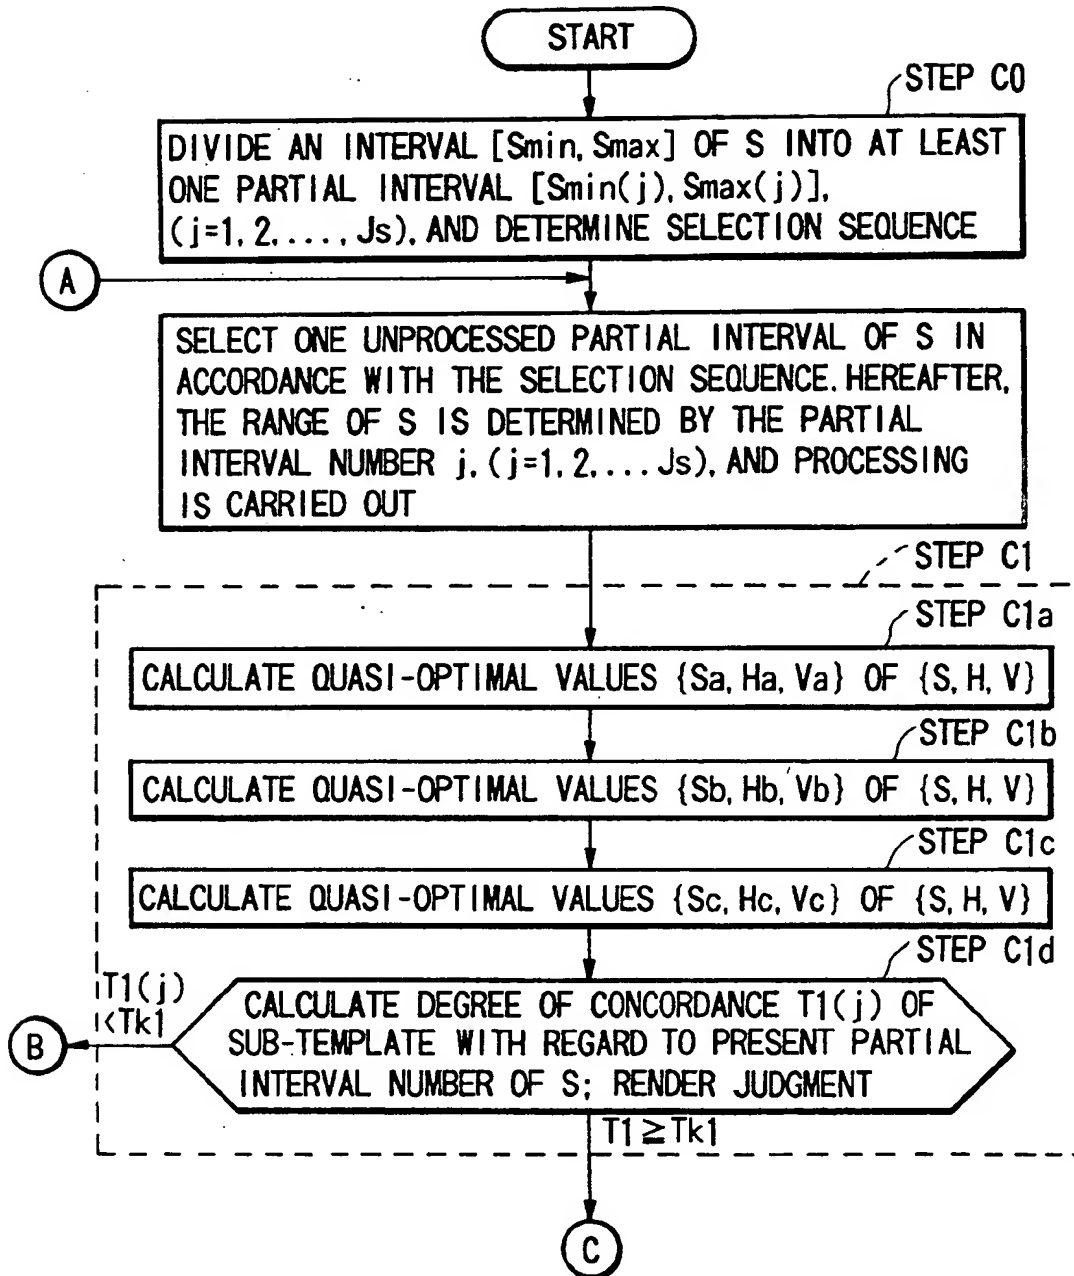 START
STEP C0
DIVIDE AN INTERVAL [Smin, Smax] OF S INTO AT LEAST
ONE PARTIAL INTERVAL [Smin(j), Smax(j)],
(j=1, 2, . . . , Js), AND DETERMINE SELECTION SEQUENCE
A
SELECT ONE UNPROCESSED PARTIAL INTERVAL OF S IN
ACCORDANCE WITH THE SELECTION SEQUENCE. HEREAFTER,
THE RANGE OF S IS DETERMINED BY THE PARTIAL
INTERVAL NUMBER j, (j=1, 2, . . . Js), AND PROCESSING
IS CARRIED OUT
STEP C1
STEP C1a
CALCULATE QUASI-OPTIMAL VALUES {Sa, Ha, Va} OF {S, H, V}
STEP C1b
CALCULATE QUASI-OPTIMAL VALUES {Sb, Hb, Vb} OF {S, H, V}
STEP C1c
CALCULATE QUASI-OPTIMAL VALUES {Sc, Hc, Vc} OF {S, H, V}
STEP C1d
T1(j)
<Tk1
CALCULATE DEGREE OF CONCORDANCE T1(j) OF
SUB-TEMPLATE WITH REGARD TO PRESENT PARTIAL
INTERVAL NUMBER OF S; RENDER JUDGMENT
B
T1 ≧ Tk1
C